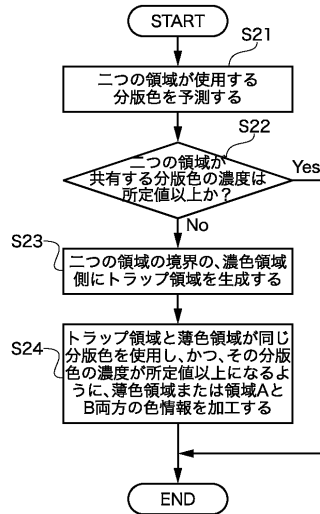 START
S21
二つの領域が使用する
分版色を予測する
S22
二つの領域が
共有する分版色の濃度は
所定値以上か?
Yes
No
S23
二つの領域の境界の、濃色領域
側にトラップ領域を生成する
S24
トラップ領域と薄色領域が同じ
分版色を使用し、かつ、その分版
色の濃度が所定値以上になるよ
うに、薄色領域または領域Aと
B両方の色情報を加工する
END